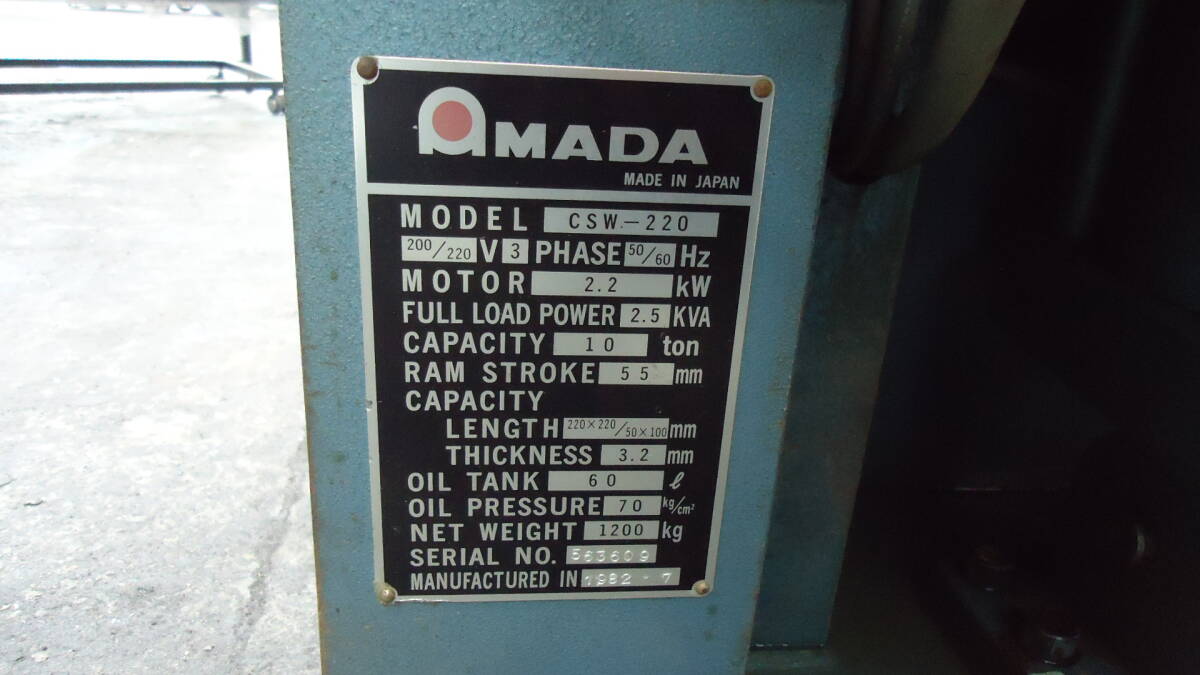 AMADA
MADE IN JAPAN
MODEL CSW-220
200/220 V 3 PHASE 50/60 Hz
MOTOR 2.2 kW
FULL LOAD POWER 2.5 KVA
CAPACITY 10 ton
RAM STROKE 55 mm
CAPACITY
LENGTH 220×220/50×100 mm
THICKNESS 3.2 mm
OIL TANK 60 ℓ
OIL PRESSURE 70 kg/cm²
NET WEIGHT 1200 kg
SERIAL NO. 563609
MANUFACTURED IN 1982-7